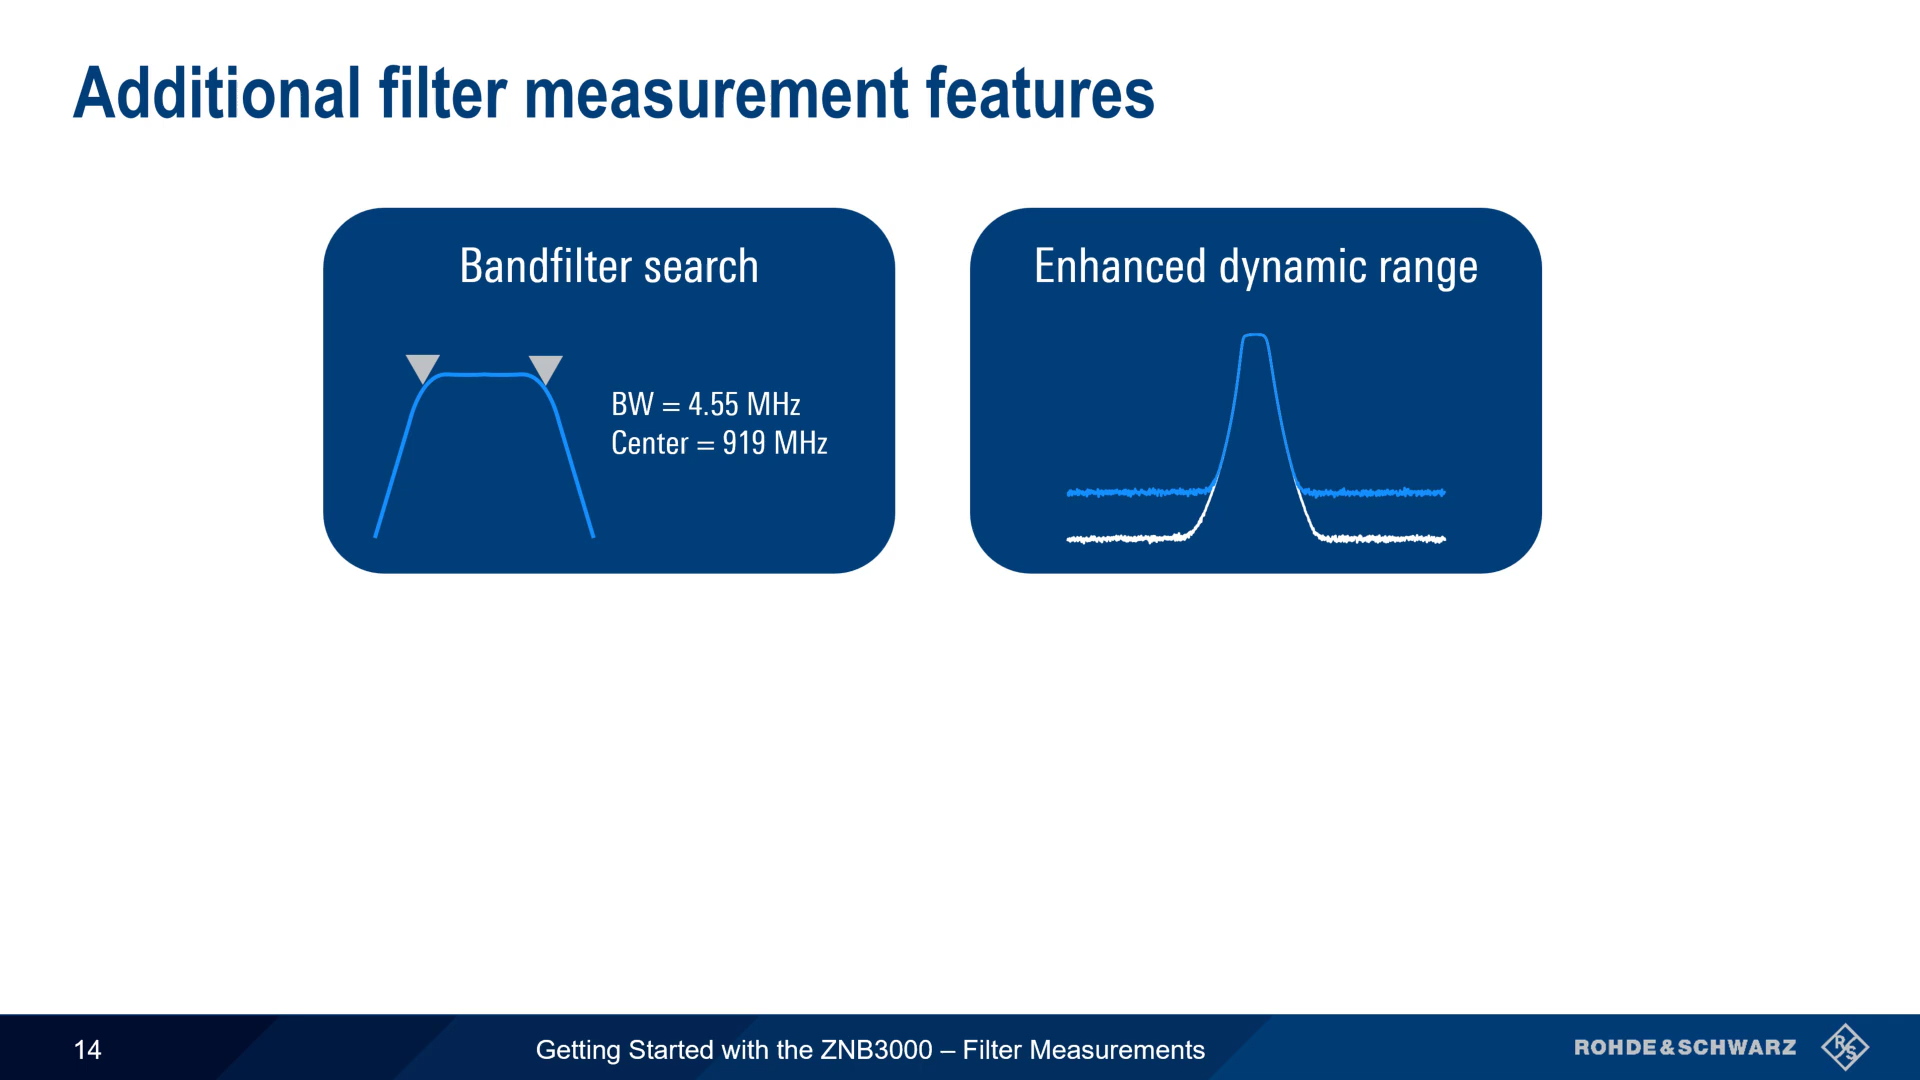 Additional filter measurement features
Bandfilter search
BW = 4.55 MHz
Center = 919 MHz
Enhanced dynamic range
14
Getting Started with the ZNB3000 – Filter Measurements
ROHDE & SCHWARZ
R&S